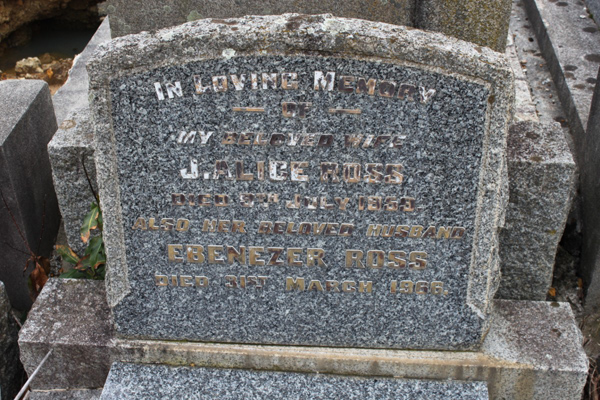 In Loving Memory
of
my beloved wife
J. Alice Ross
died July
also her beloved husband
Ebenezer Ross
died 31st March 1966.